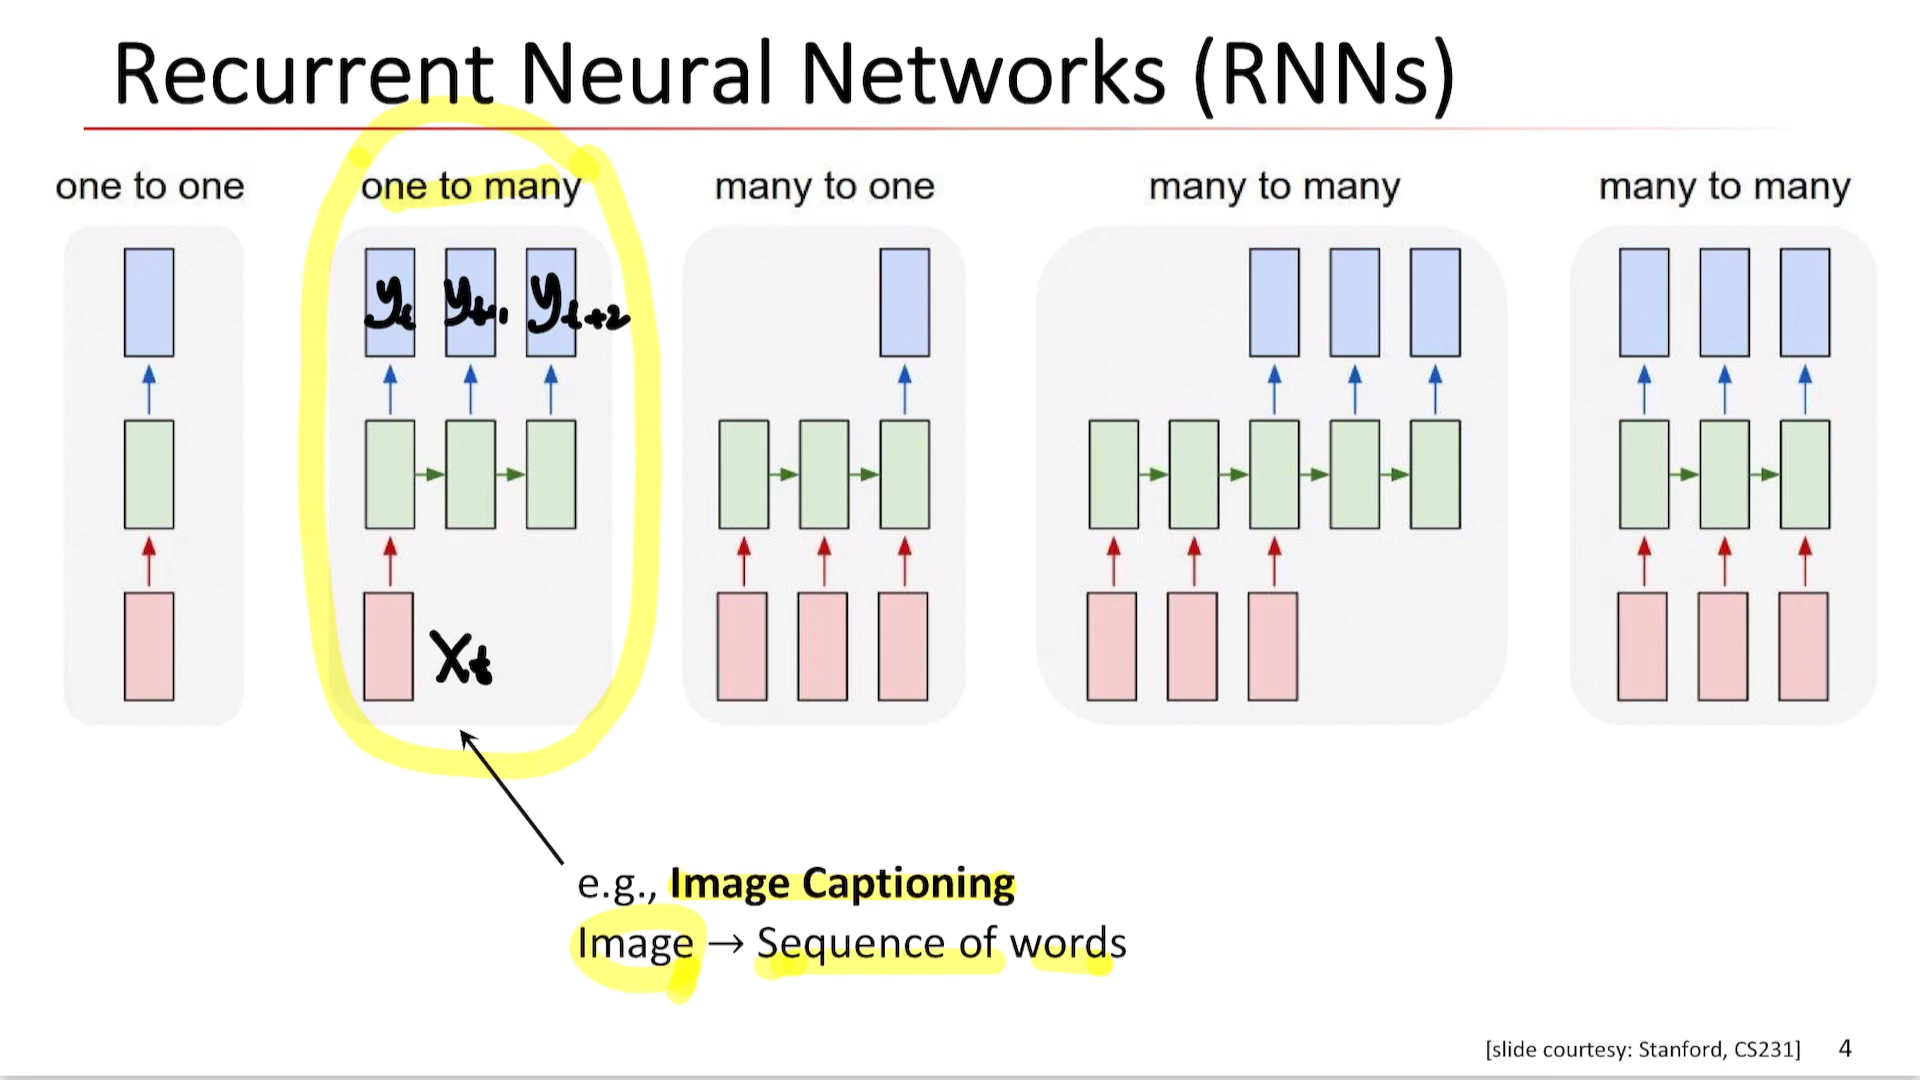 Recurrent Neural Networks (RNNs)
one to one
one to many
many to one
many to many
many to many
yt yt+1 yt+2
Xt
e.g., Image Captioning
Image → Sequence of words
[slide courtesy: Stanford, CS231] 4